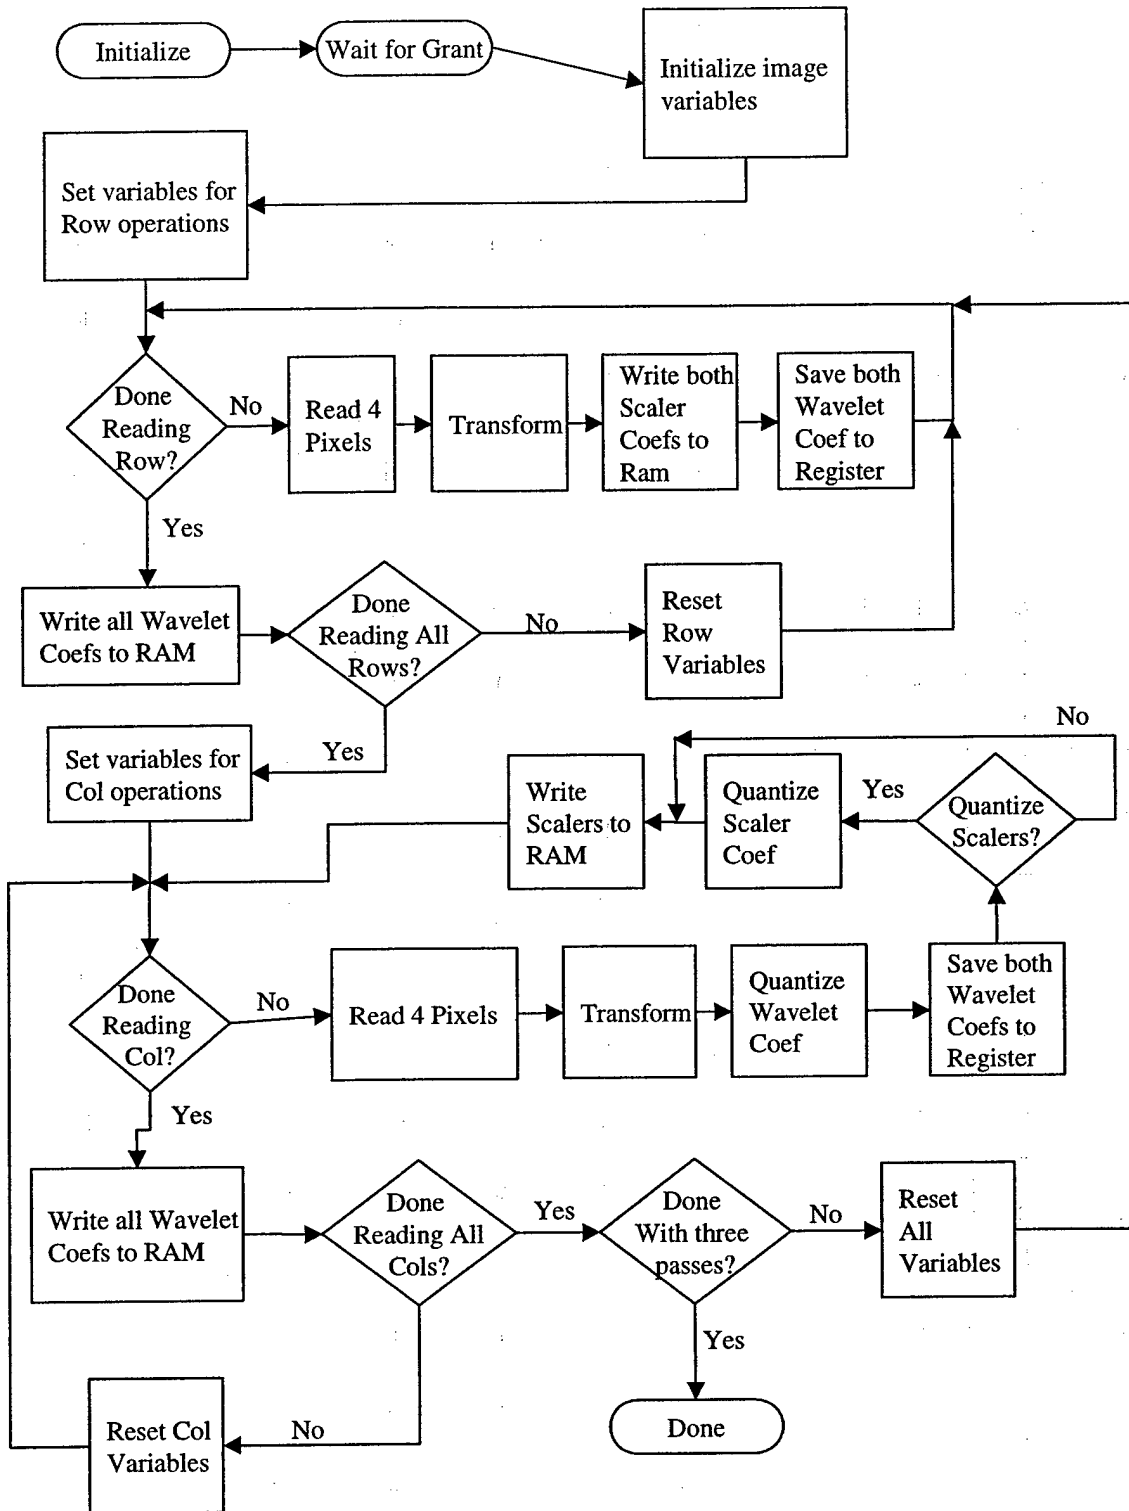 Initialize
Wait for Grant
Initialize image
variables
Set variables for
Row operations
Done
Reading
Row?
No
Read 4
Pixels
Transform
Write both
Scaler
Coefs to
Ram
Save both
Wavelet
Coef to
Register
Yes
Write all Wavelet
Coefs to RAM
Done
Reading All
Rows?
No
Reset
Row
Variables
Yes
Set variables for
Col operations
Write
Scalers to
RAM
Quantize
Scaler
Coef
Yes
Quantize
Scalers?
No
Done
Reading
Col?
No
Read 4 Pixels
Transform
Quantize
Wavelet
Coef
Save both
Wavelet
Coefs to
Register
Yes
Write all Wavelet
Coefs to RAM
Done
Reading All
Cols?
Yes
Done
With three
passes?
No
Reset
All
Variables
Yes
Done
No
Reset Col
Variables